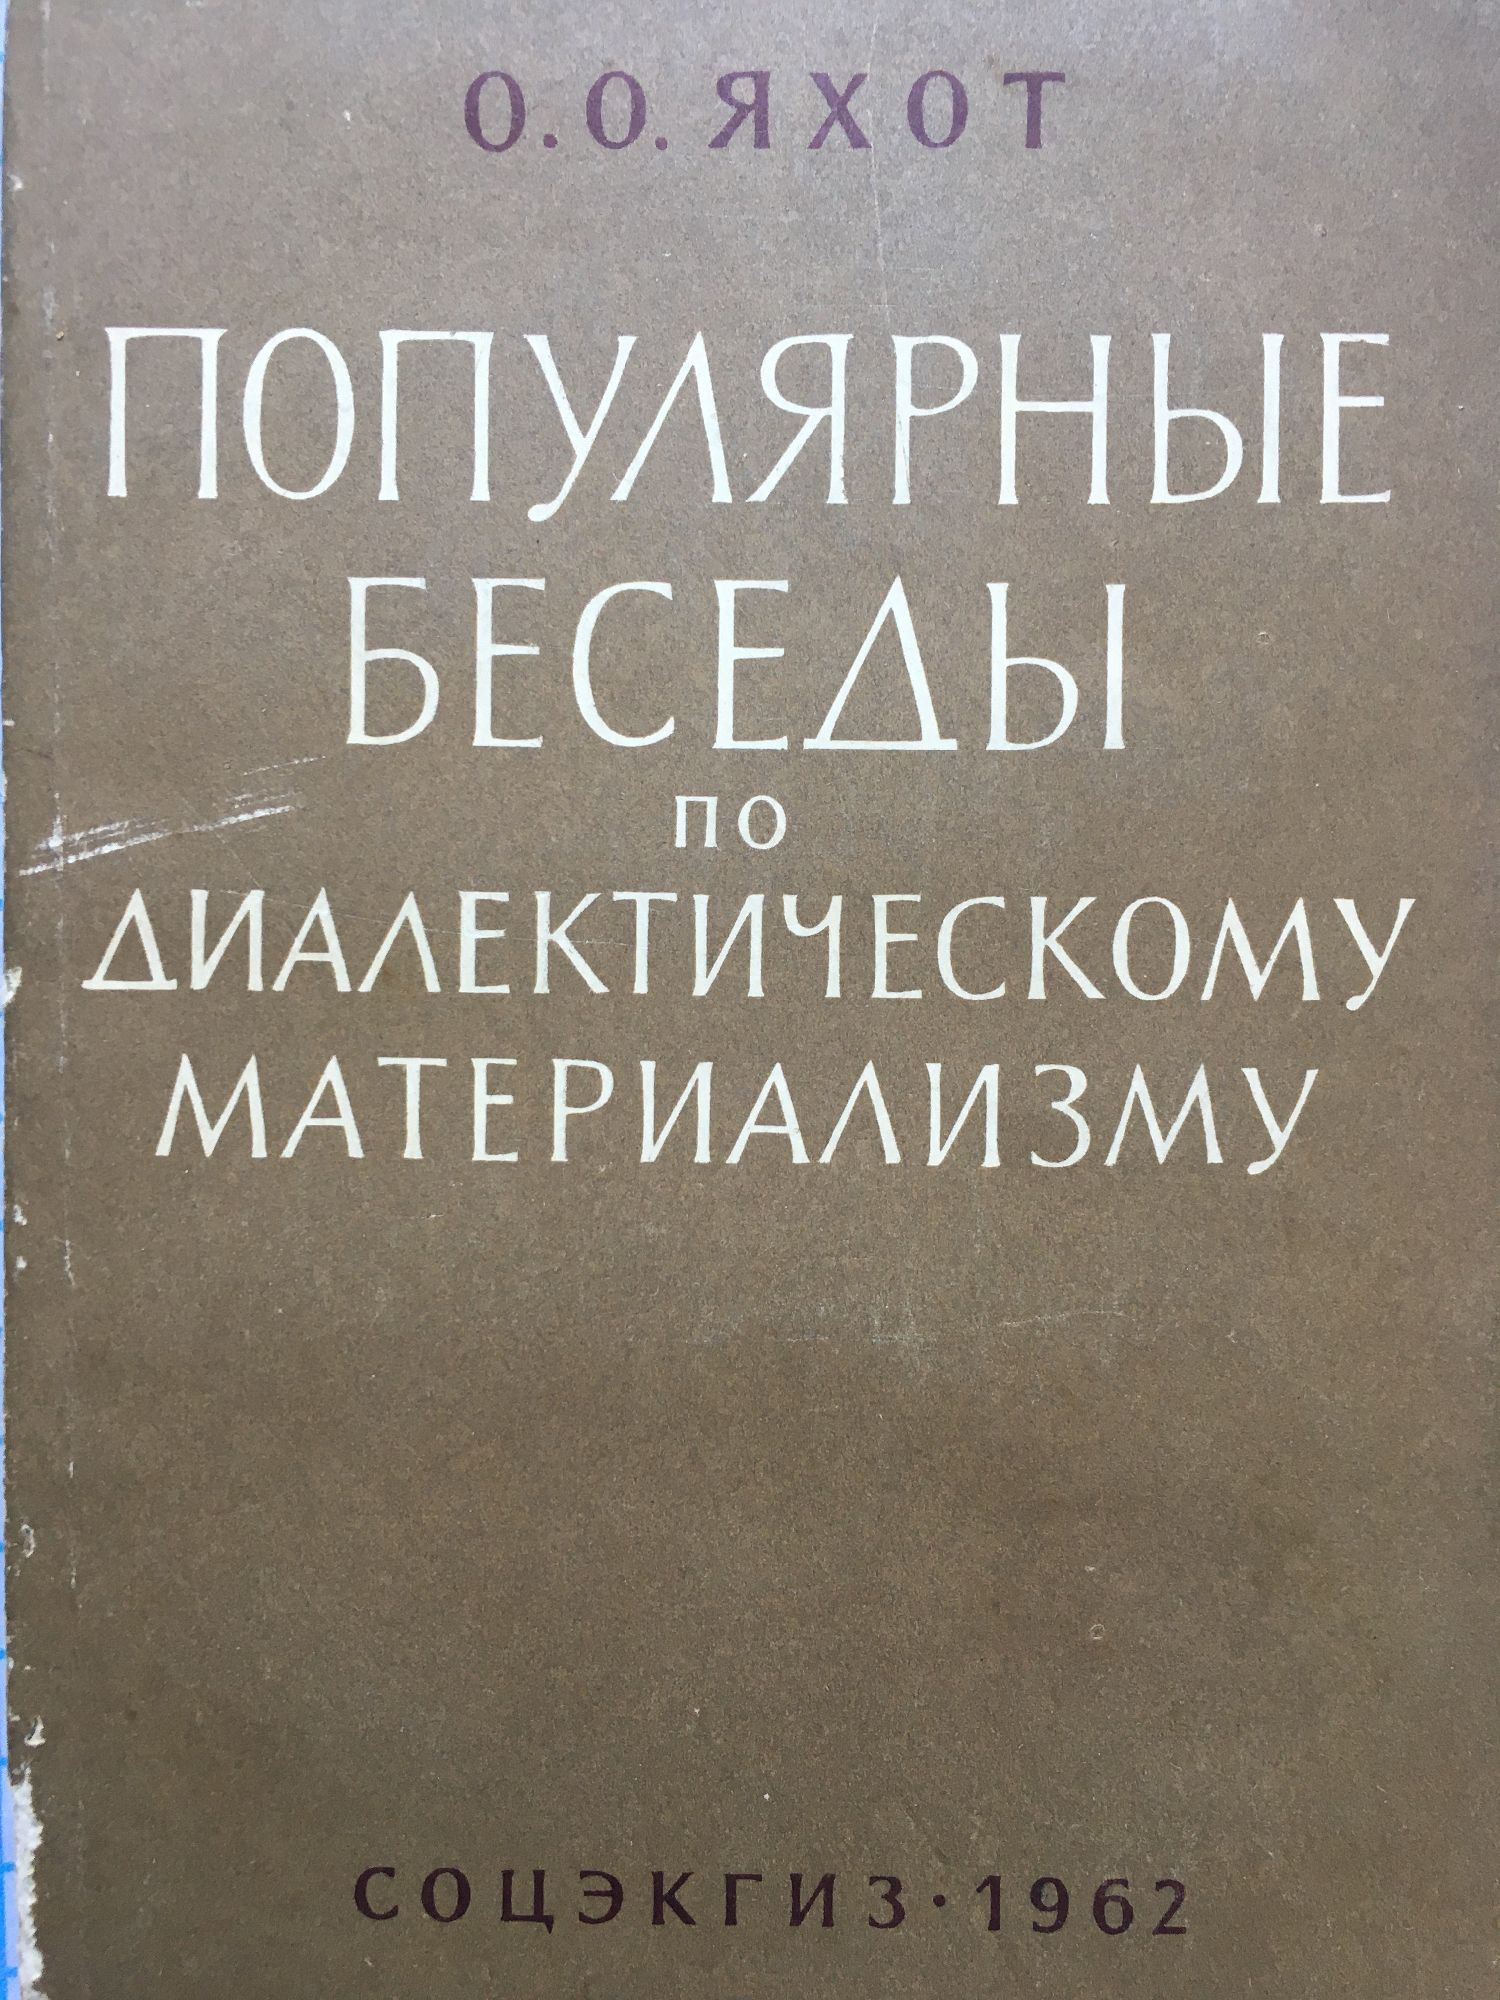 О. О. ЯХОТ
ПОПУЛЯРНЫЕ
БЕСЕДЫ
ПО
ДИАЛЕКТИЧЕСКОМУ
МАТЕРИАЛИЗМУ
СОЦЭКГИЗ · 1962